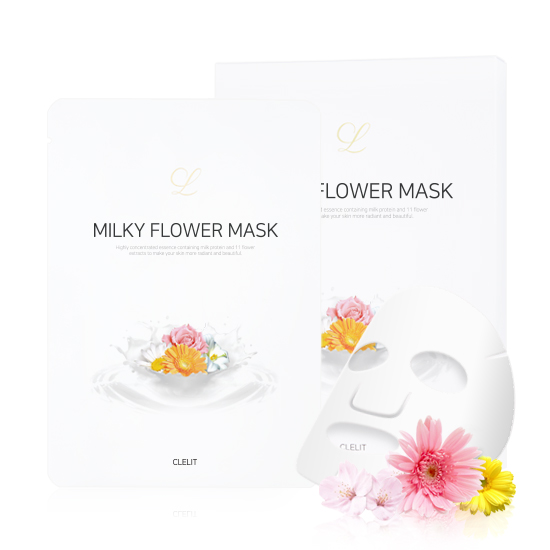 L
MILKY FLOWER MASK
Highly concentrated essence containing milk protein and 11 flower
extracts to make your skin more radiant and beautiful.
CLELIT
L
FLOWER MASK
essence containing milk protein and 11 flower
make your skin more radiant and beautiful.
CLELIT